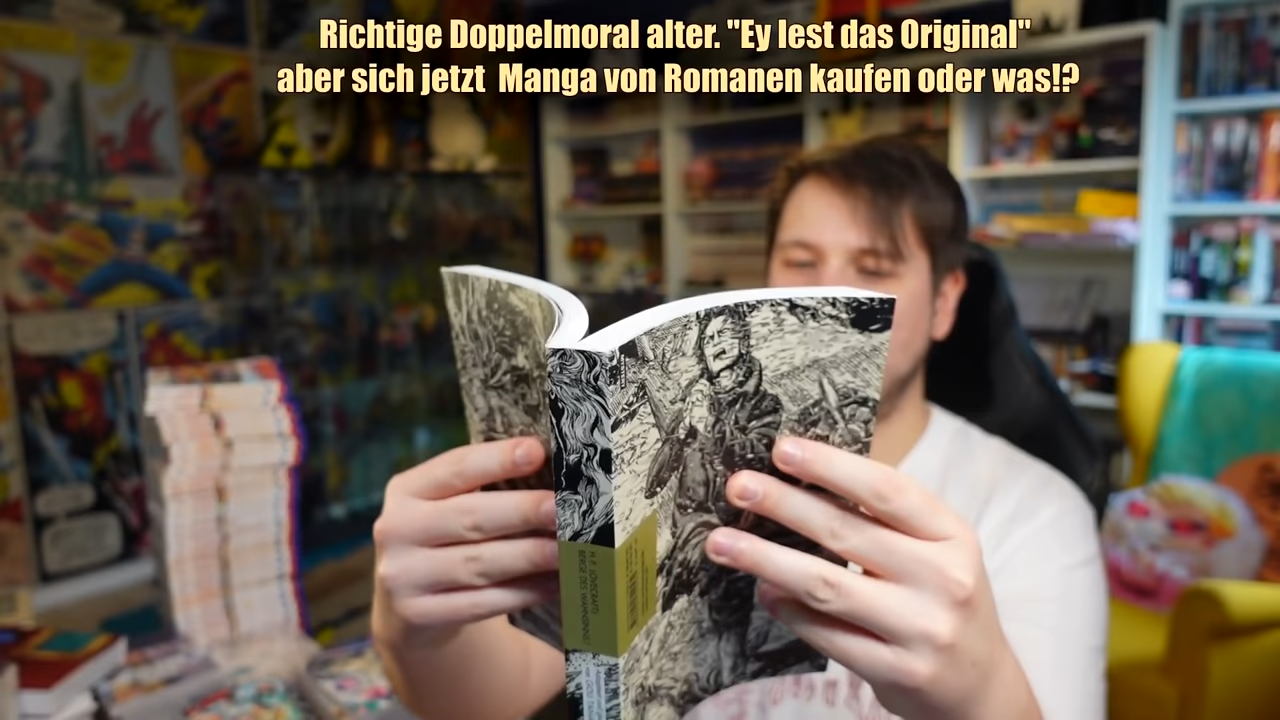 Richtige Doppelmoral alter. "Ey lest das Original"
aber sich jetzt Manga von Romanen kaufen oder was!?
H. P. LOVECRAFTS
BERGE DES WAHNSINNS